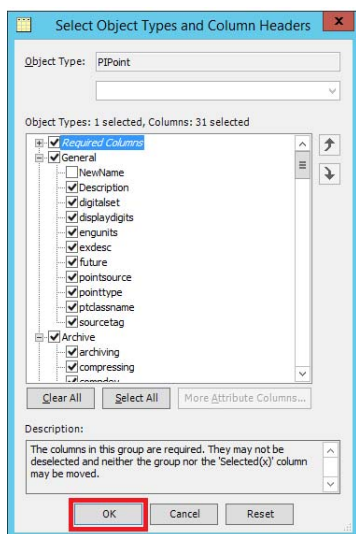 Select Object Types and Column Headers
Object Type: PIPoint
Object Types: 1 selected, Columns: 31 selected
Required Columns
General
NewName
Description
digitalset
displaydigits
engunits
exdesc
future
pointsource
pointtype
ptclassname
sourcetag
Archive
archiving
compressing
compdev
Clear All Select All More Attribute Columns...
Description:
The columns in this group are required. They may not be
deselected and neither the group nor the 'Selected(x)' column
may be moved.
OK Cancel Reset